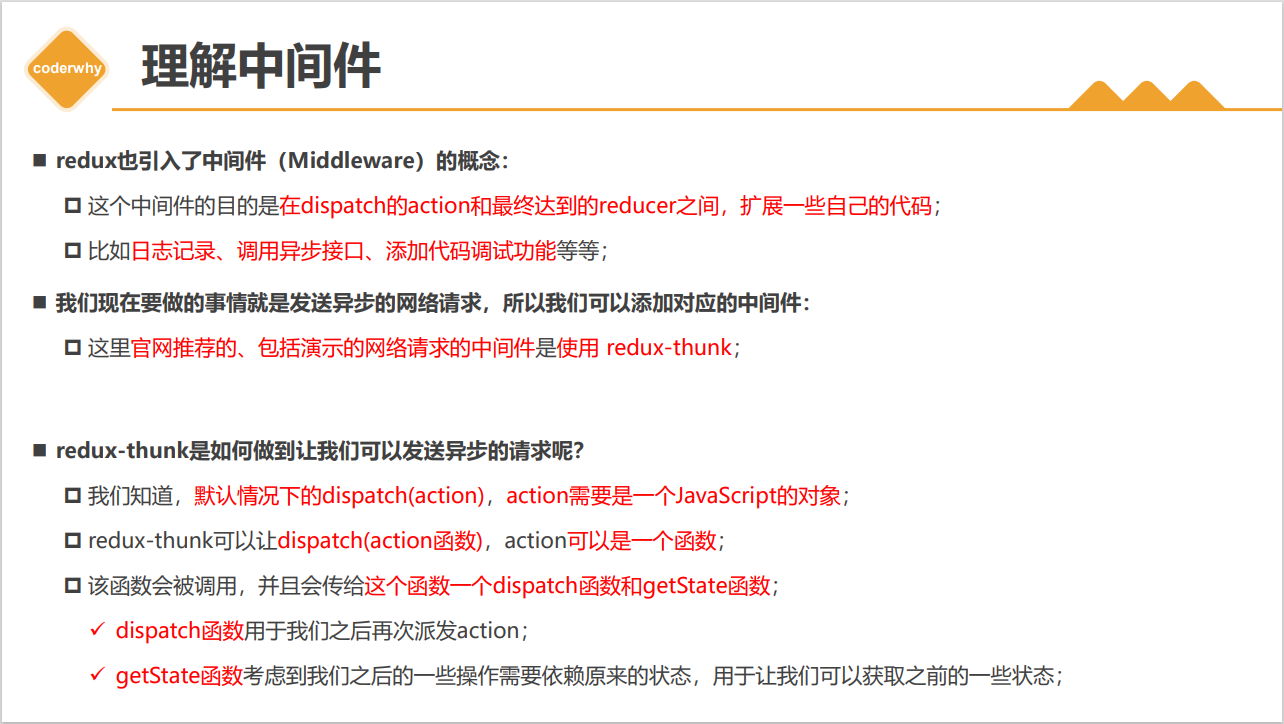 coderwhy
理解中间件
redux也引入了中间件（Middleware）的概念：
这个中间件的目的是在dispatch的action和最终达到的reducer之间，扩展一些自己的代码；
比如日志记录、调用异步接口、添加代码调试功能等等；
我们现在要做的事情就是发送异步的网络请求，所以我们可以添加对应的中间件：
这里官网推荐的、包括演示的网络请求的中间件是使用 redux-thunk；
redux-thunk是如何做到让我们可以发送异步的请求呢？
我们知道，默认情况下的dispatch(action)，action需要是一个JavaScript的对象；
redux-thunk可以让dispatch(action函数)，action可以是一个函数；
该函数会被调用，并且会传给这个函数一个dispatch函数和getState函数；
dispatch函数用于我们之后再次派发action；
getState函数考虑到我们之后的一些操作需要依赖原来的状态，用于让我们可以获取之前的一些状态；